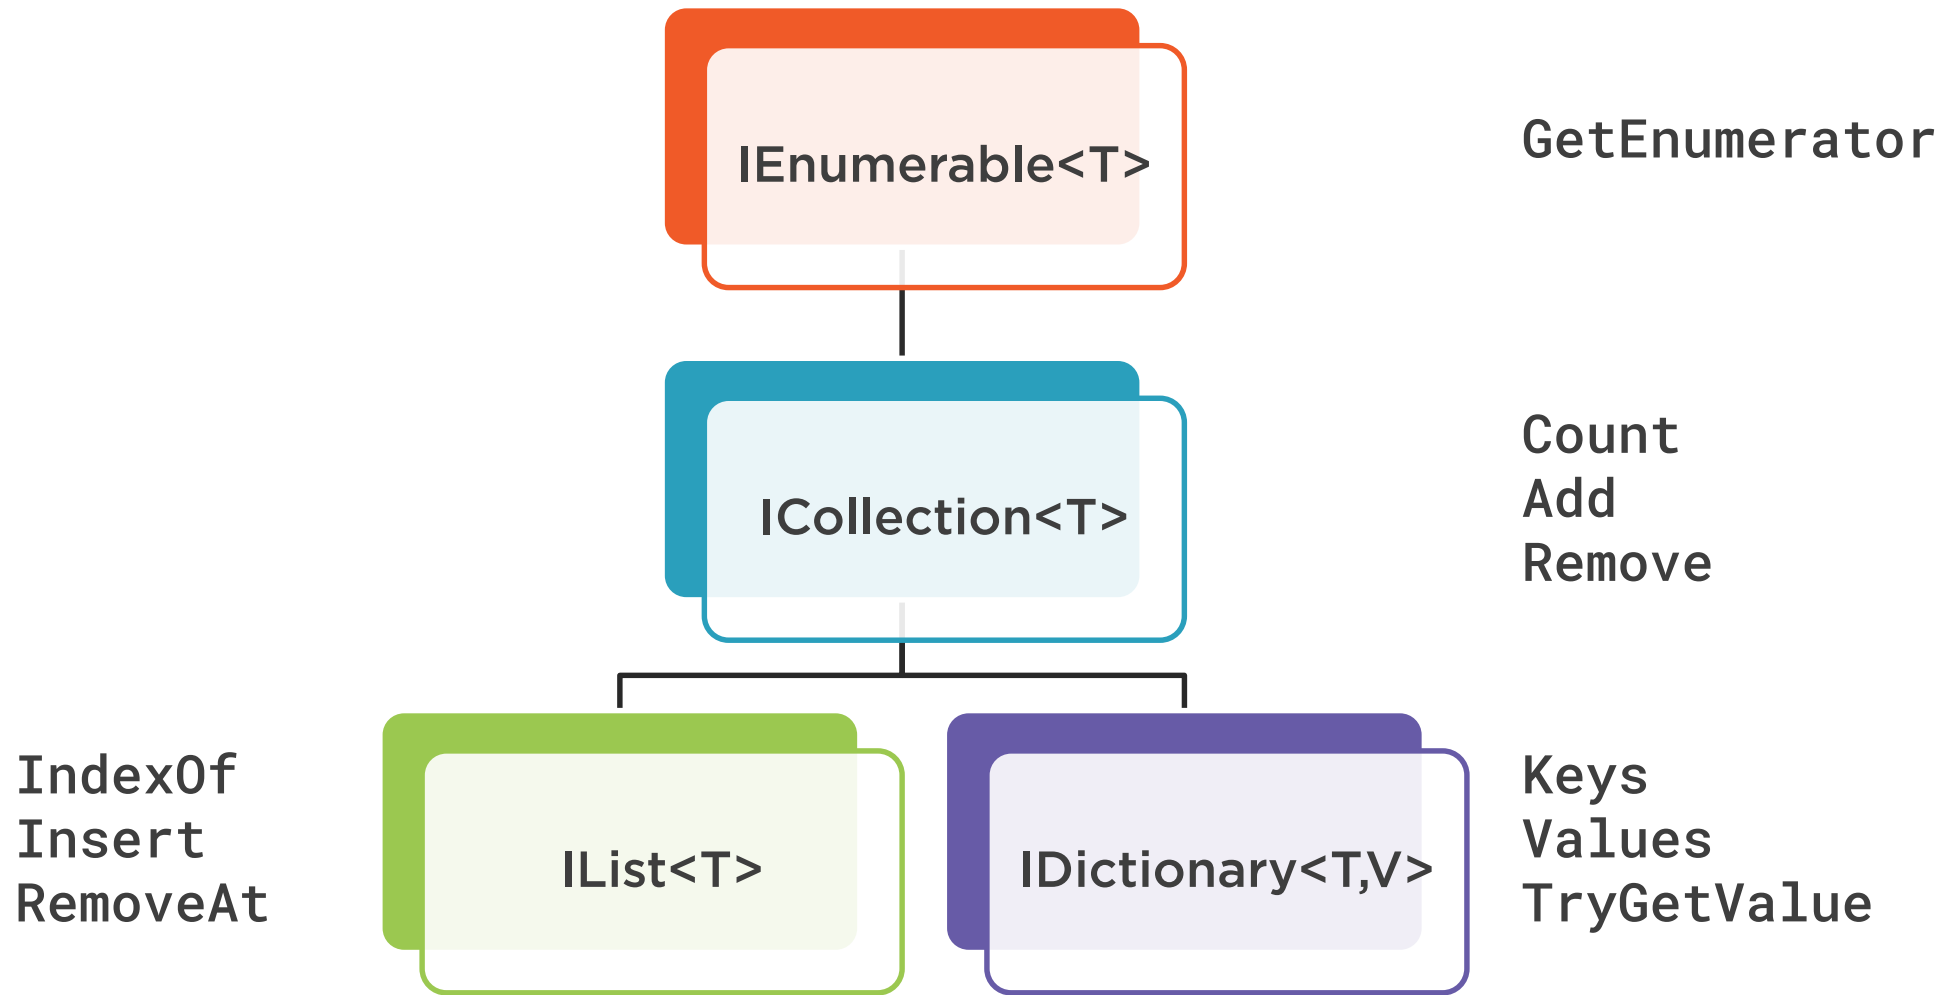 IEnumerable<T>
GetEnumerator
ICollection<T>
Count
Add
Remove
IndexOf
Insert
RemoveAt
IList<T>
IDictionary<T,V>
Keys
Values
TryGetValue